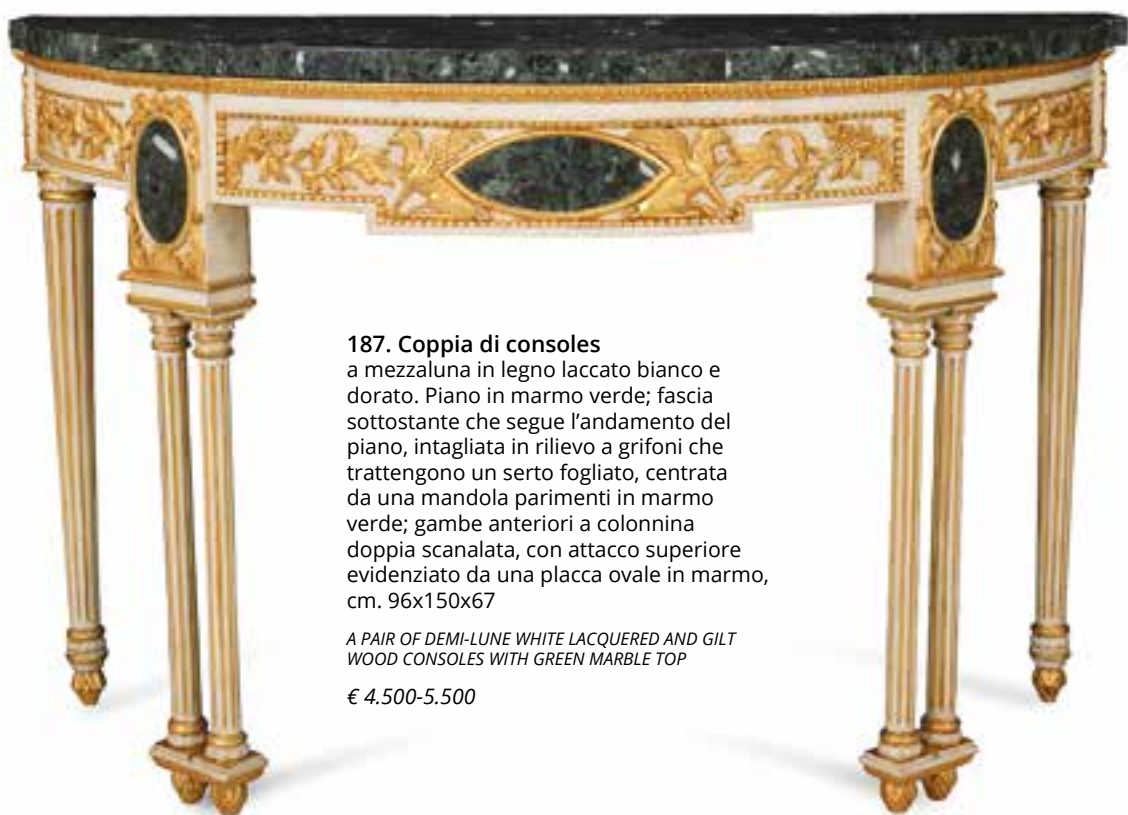 187. Coppia di consoles
a mezzaluna in legno laccato bianco e
dorato. Piano in marmo verde; fascia
sottostante che segue l'andamento del
piano, intagliata in rilievo a grifoni che
trattengono un serto fogliato, centrata
da una mandola parimenti in marmo
verde; gambe anteriori a colonnina
doppia scanalata, con attacco superiore
evidenziato da una placca ovale in marmo,
cm. 96x150x67
A PAIR OF DEMI-LUNE WHITE LACQUERED AND GILT
WOOD CONSOLES WITH GREEN MARBLE TOP
€ 4.500-5.500